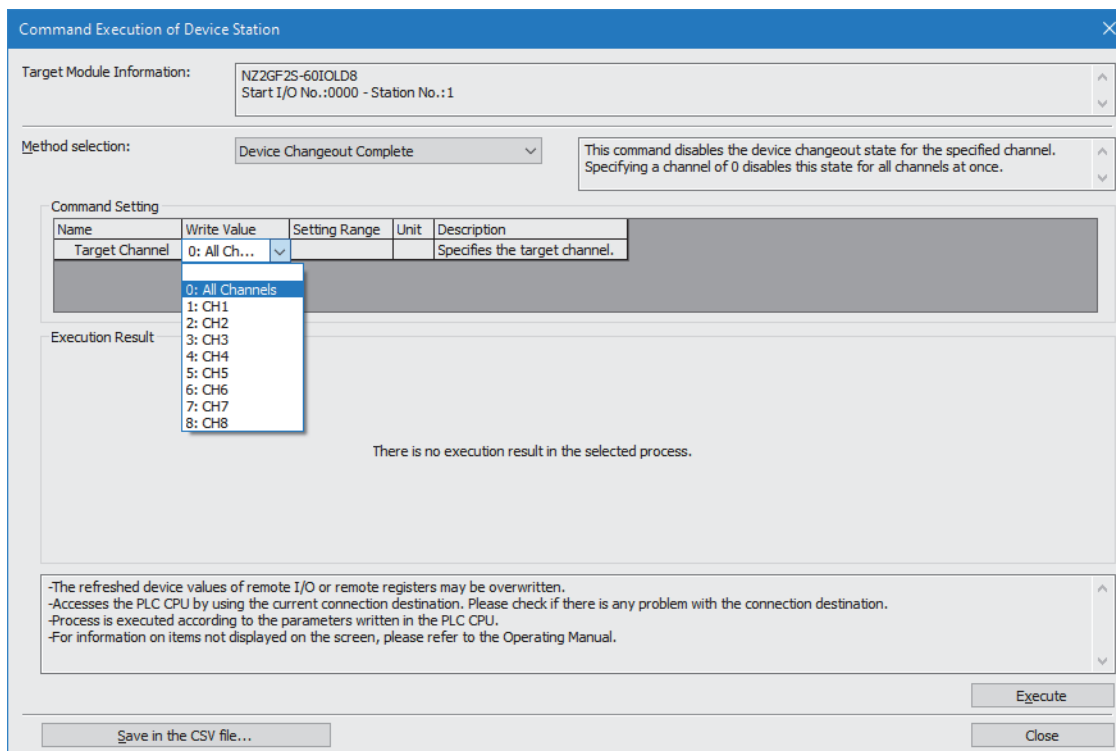 Command Execution of Device Station
Target Module Information:
NZ2GF2S-60IOLD8
Start I/O No.:0000 - Station No.:1
Method selection:
Device Changeout Complete
This command disables the device changeout state for the specified channel.
Specifying a channel of 0 disables this state for all channels at once.
Command Setting
Name Write Value Setting Range Unit Description
Target Channel 0: All Ch... Specifies the target channel.
0: All Channels
1: CH1
2: CH2
3: CH3
4: CH4
5: CH5
6: CH6
7: CH7
8: CH8
Execution Result
There is no execution result in the selected process.
-The refreshed device values of remote I/O or remote registers may be overwritten.
-Accesses the PLC CPU by using the current connection destination. Please check if there is any problem with the connection destination.
-Process is executed according to the parameters written in the PLC CPU.
-For information on items not displayed on the screen, please refer to the Operating Manual.
Execute
Save in the CSV file...
Close